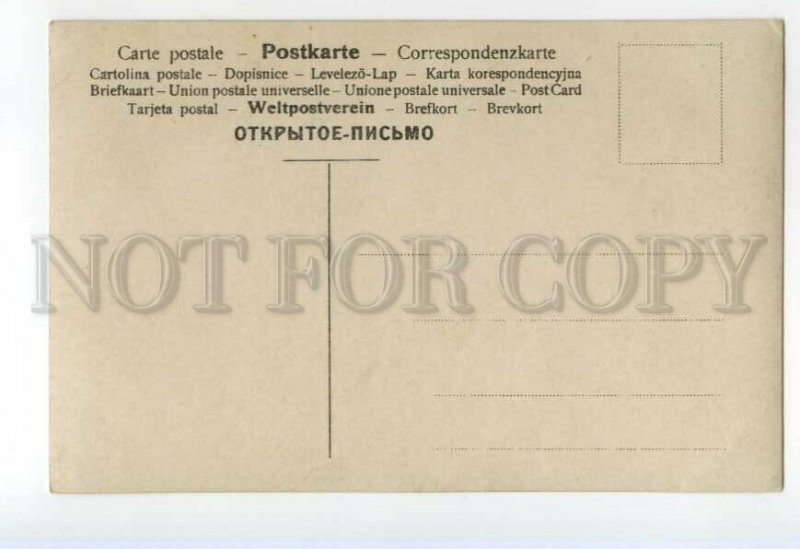 Carte postale – Postkarte — Correspondenzkarte
Cartolina postale – Dopisnice – Levelező-Lap – Karta korespondencyjna
Briefkaart – Union postale universelle – Unione postale universale – Post Card
Tarjeta postal – Weltpostverein – Brefkort – Brevkort
ОТКРЫТОЕ-ПИСЬМО
NOT FOR COPY